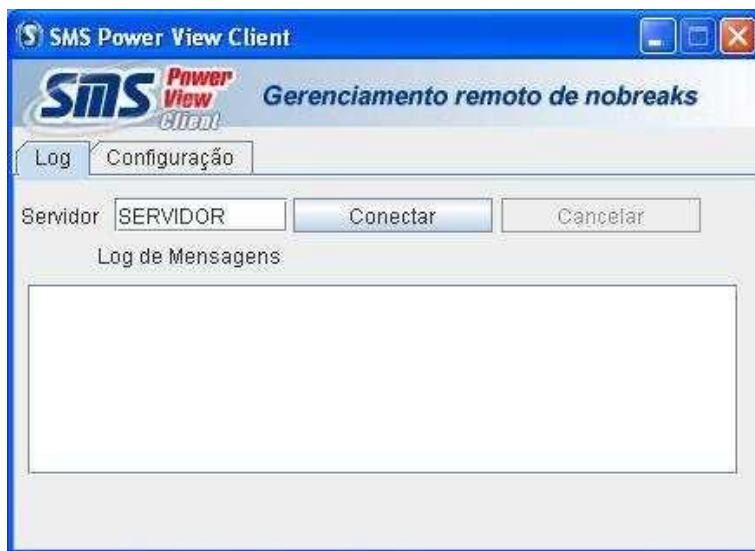 SMS Power View Client
SMS Power View Client
Gerenciamento remoto de nobreaks
Log Configuração
Servidor SERVIDOR Conectar Cancelar
Log de Mensagens